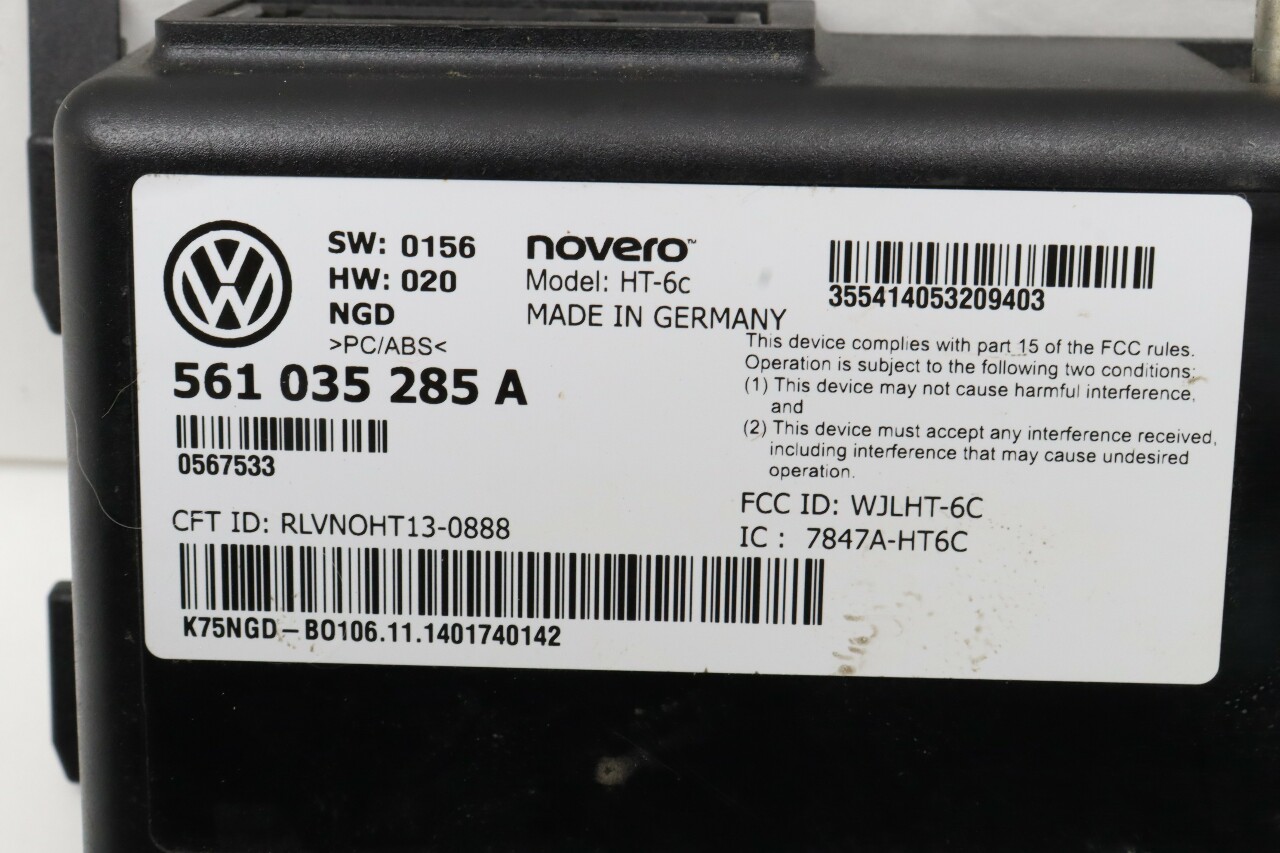 SW: 0156
HW: 020
NGD
>PC/ABS<
561 035 285 A
0567533
novero™
Model: HT-6c
MADE IN GERMANY
355414053209403
This device complies with part 15 of the FCC rules.
Operation is subject to the following two conditions:
(1) This device may not cause harmful interference,
and
(2) This device must accept any interference received,
including interference that may cause undesired
operation.
CFT ID: RLVNOHT13-0888
FCC ID: WJLHT-6C
IC : 7847A-HT6C
K75NGD – BO106.11.1401740142